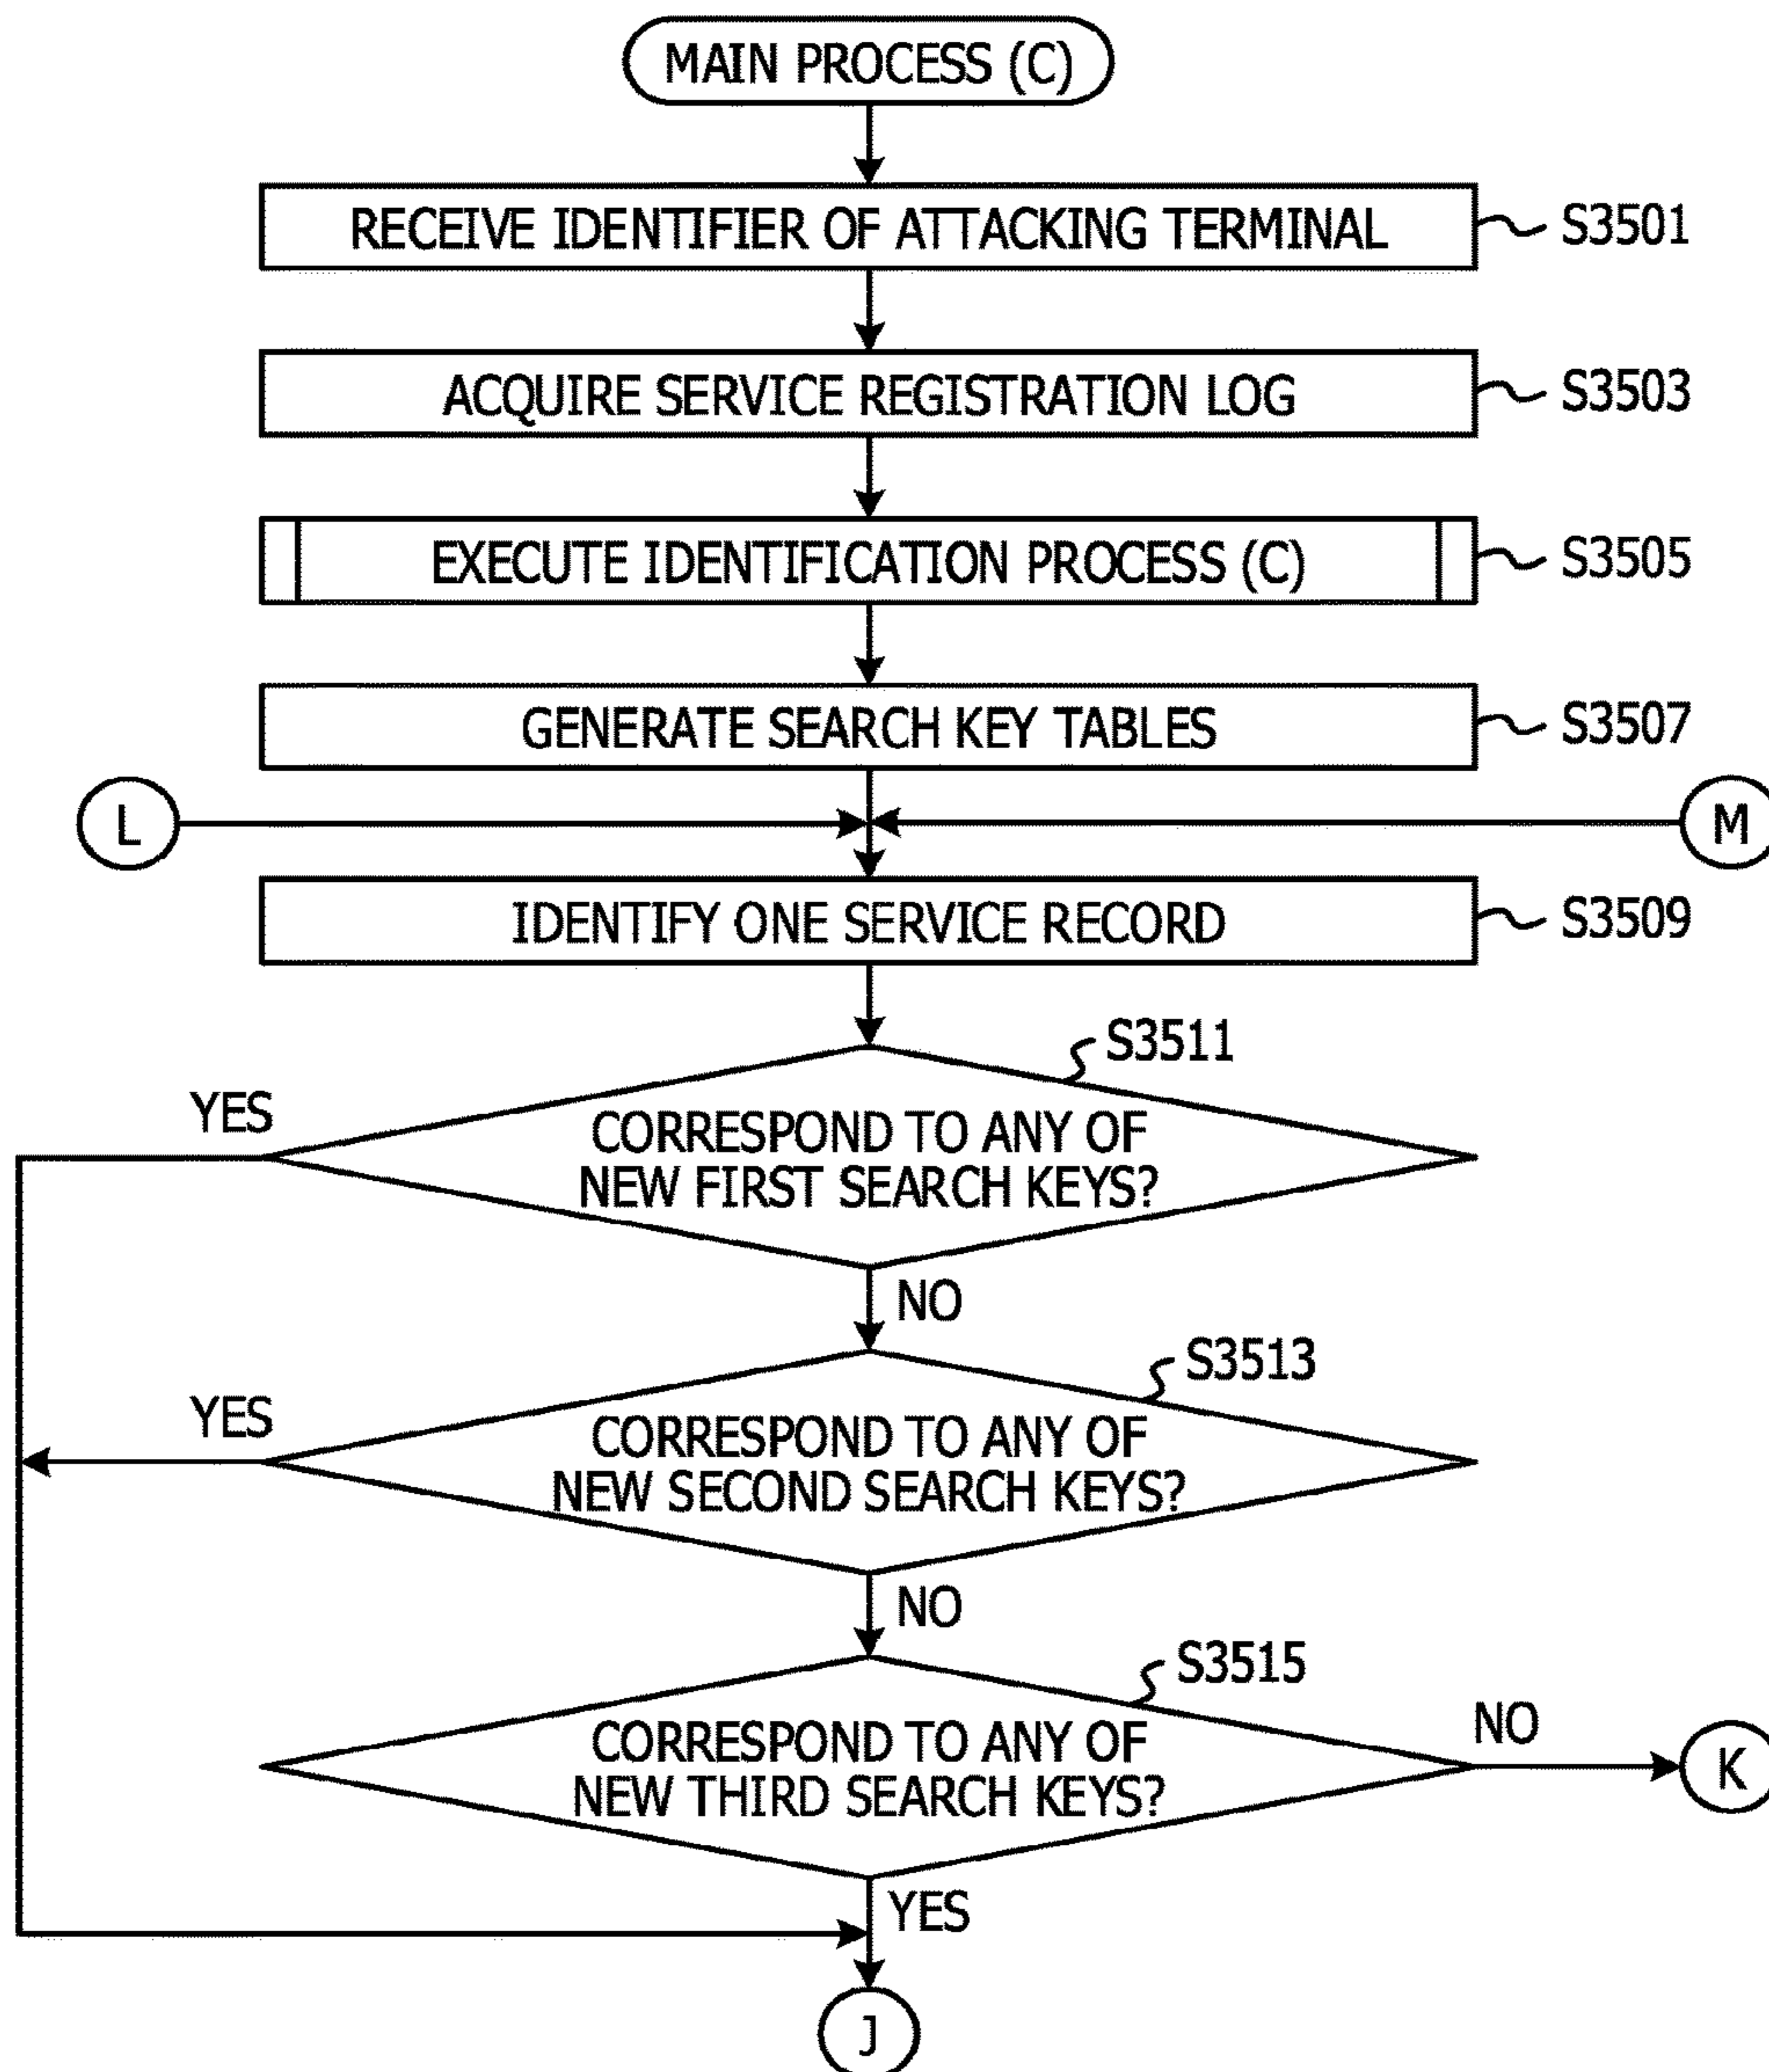 MAIN PROCESS (C)
RECEIVE IDENTIFIER OF ATTACKING TERMINAL
S3501
ACQUIRE SERVICE REGISTRATION LOG
S3503
EXECUTE IDENTIFICATION PROCESS (C)
S3505
GENERATE SEARCH KEY TABLES
S3507
L
M
IDENTIFY ONE SERVICE RECORD
S3509
S3511
YES
CORRESPOND TO ANY OF
NEW FIRST SEARCH KEYS?
NO
S3513
YES
CORRESPOND TO ANY OF
NEW SECOND SEARCH KEYS?
NO
S3515
CORRESPOND TO ANY OF
NEW THIRD SEARCH KEYS?
NO
K
YES
J